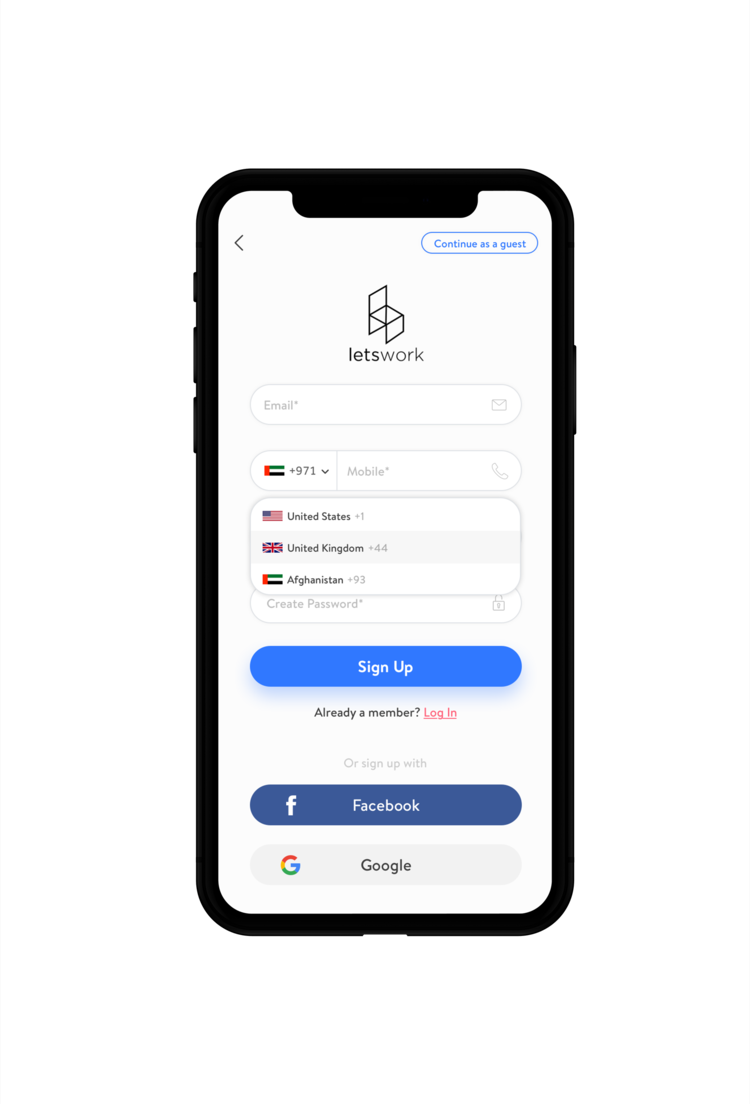 Continue as a guest
letswork
Email*
+971 Mobile*
United States +1
United Kingdom +44
Afghanistan +93
Create Password*
Sign Up
Already a member? Log In
Or sign up with
f Facebook
G Google